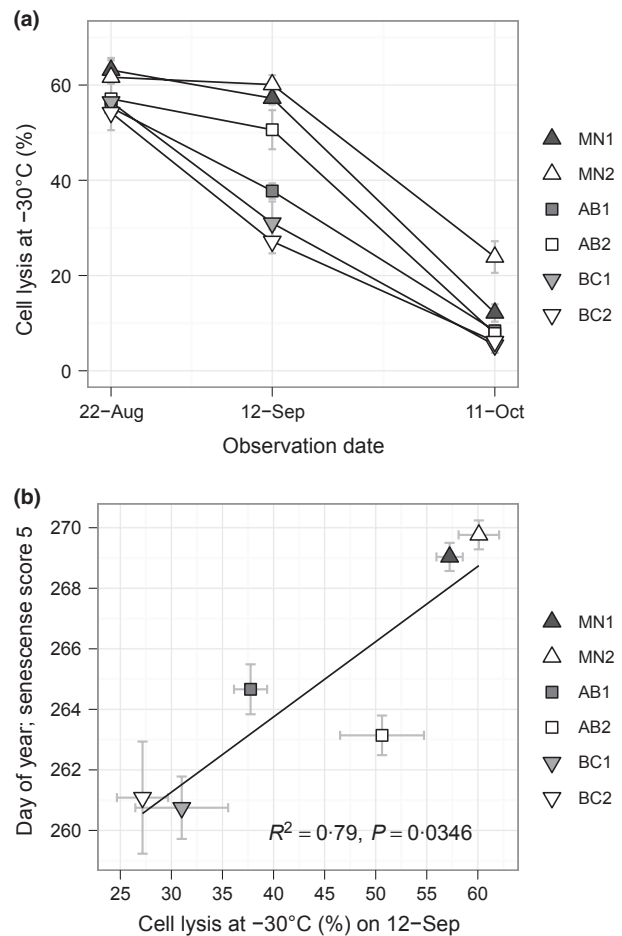 (a)
Cell lysis at −30°C (%)
60
40
20
0
22−Aug
12−Sep
11−Oct
Observation date
MN1
MN2
AB1
AB2
BC1
BC2
(b)
Day of year; senescense score 5
270
268
266
264
262
261
260
R² = 0·79, P = 0·0346
25
30
35
40
45
50
55
60
Cell lysis at −30°C (%) on 12−Sep
MN1
MN2
AB1
AB2
BC1
BC2